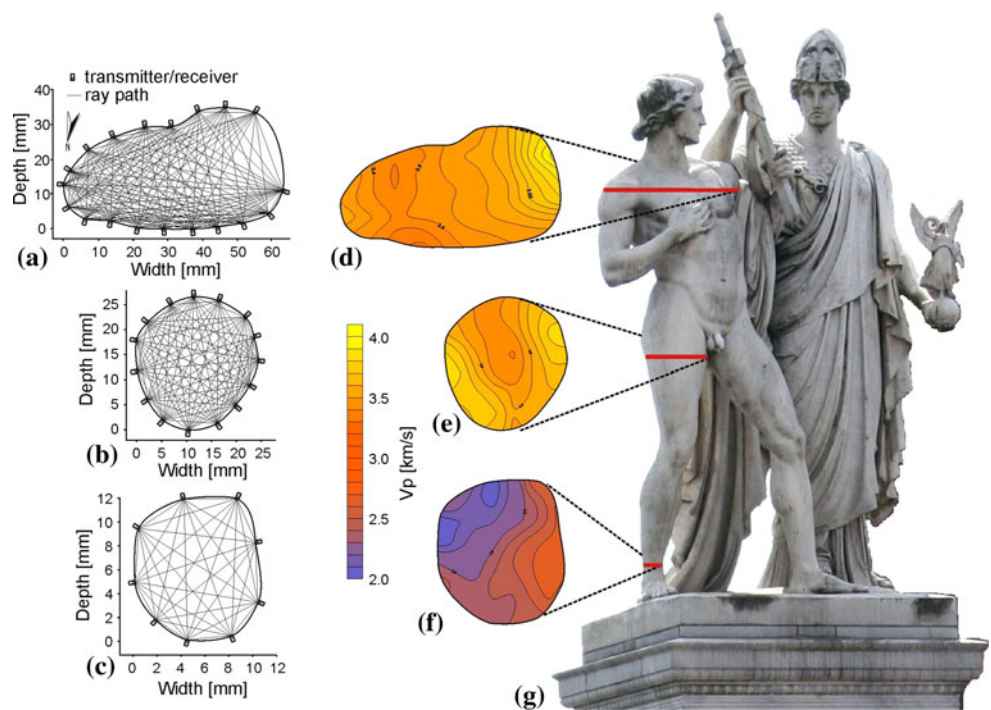 transmitter/receiver
ray path
N
Depth [mm]
40
30
20
10
0
0 10 20 30 40 50 60
Width [mm]
(a)
Depth [mm]
25
20
15
10
5
0
0 5 10 15 20 25
Width [mm]
(b)
Depth [mm]
12
10
8
6
4
2
0
0 2 4 6 8 10 12
Width [mm]
(c)
(d)
4.0
3.5
3.0
2.5
2.0
Vp [km/s]
(e)
(f)
(g)